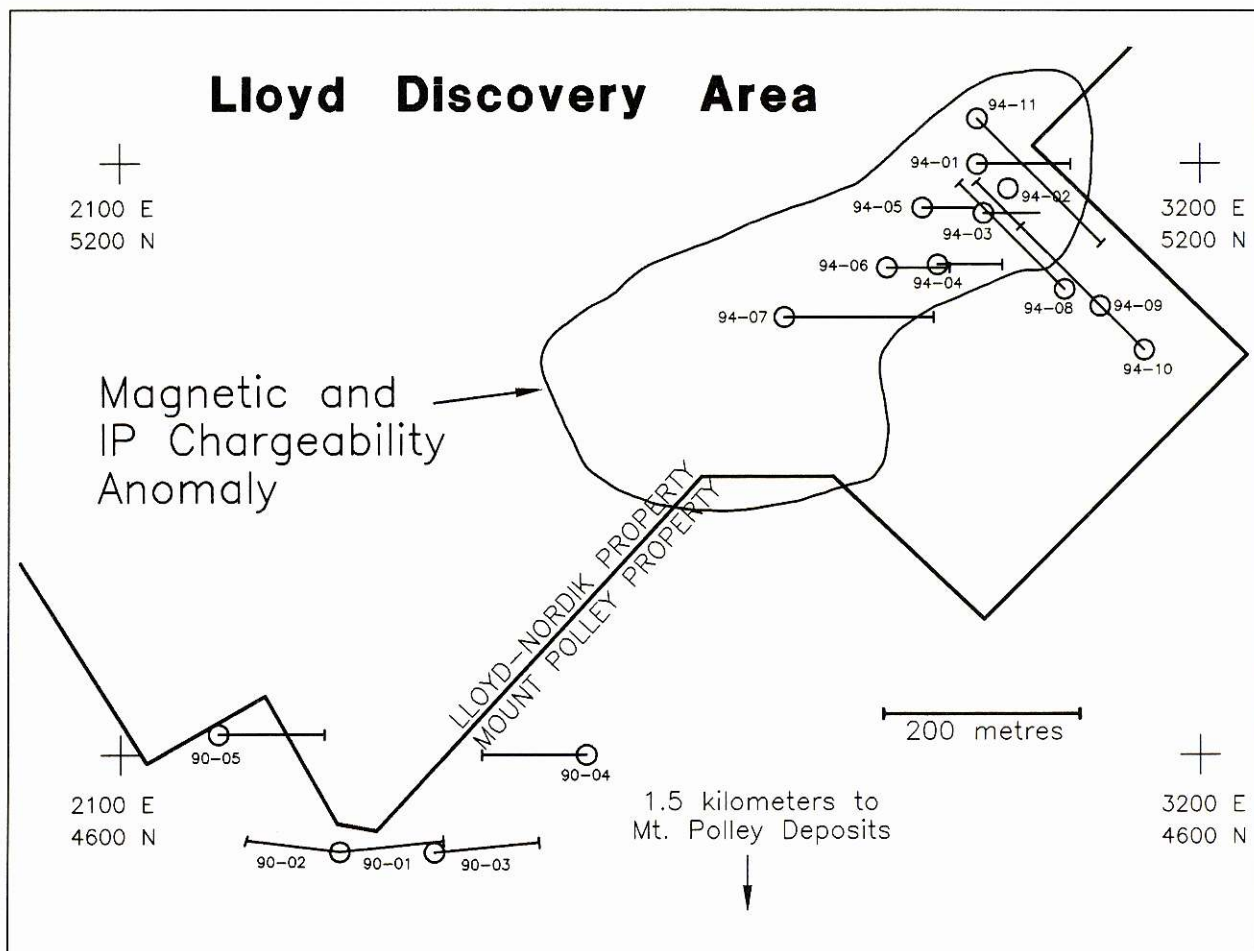 Lloyd Discovery Area
94-11
94-01
94-02
94-05
94-03
2100 E
5200 N
3200 E
5200 N
94-06
94-04
94-07
94-08
94-09
94-10
Magnetic and
IP Chargeability
Anomaly
LLOYD-NORDIK PROPERTY
MOUNT POLLEY PROPERTY
200 metres
90-05
90-04
2100 E
4600 N
1.5 kilometers to
Mt. Polley Deposits
3200 E
4600 N
90-02
90-01
90-03